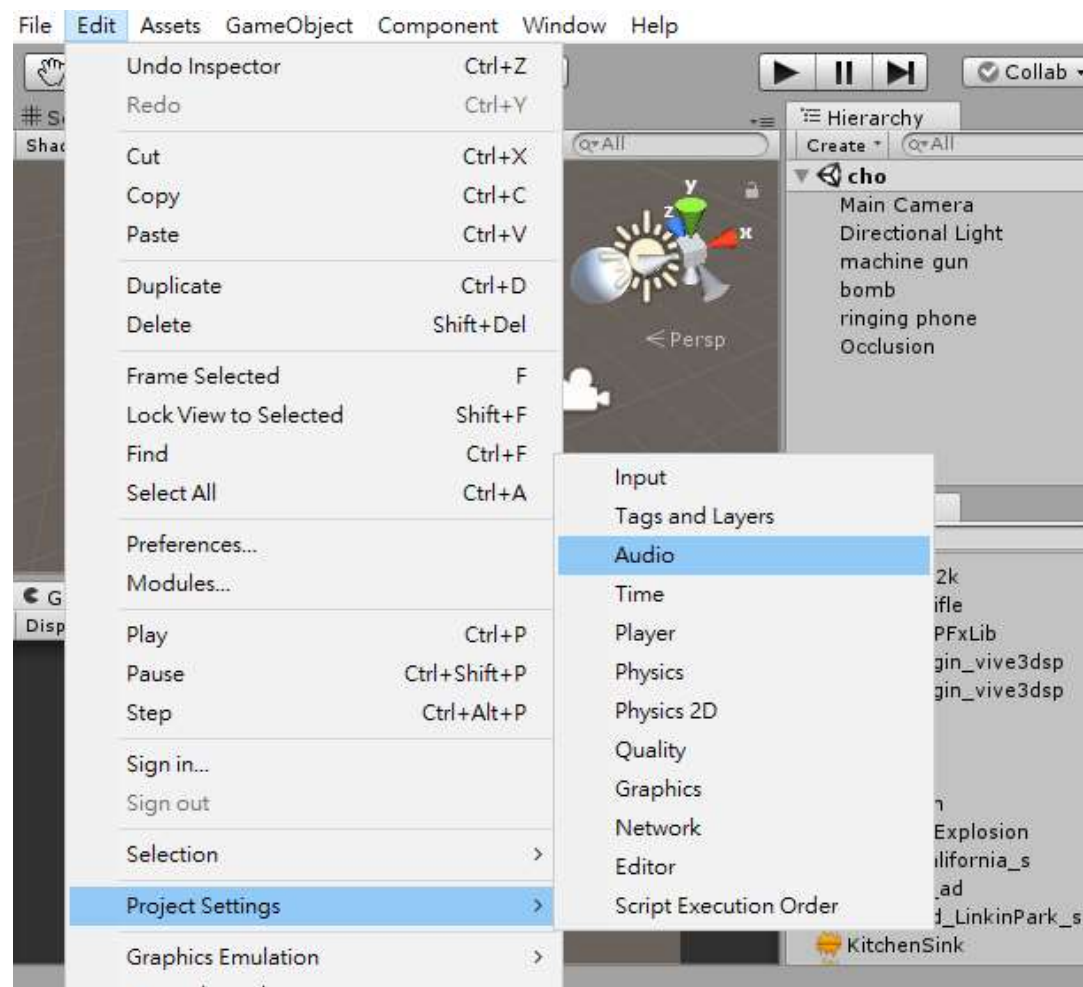 File Edit Assets GameObject Component Window Help
Undo Inspector Ctrl+Z
Redo Ctrl+Y
Cut Ctrl+X
Copy Ctrl+C
Paste Ctrl+V
Duplicate Ctrl+D
Delete Shift+Del
Frame Selected F
Lock View to Selected Shift+F
Find Ctrl+F
Select All Ctrl+A
Preferences...
Modules...
Play Ctrl+P
Pause Ctrl+Shift+P
Step Ctrl+Alt+P
Sign in...
Sign out
Selection >
Project Settings >
Graphics Emulation >
Input
Tags and Layers
Audio
Time
Player
Physics
Physics 2D
Quality
Graphics
Network
Editor
Script Execution Order
All
y
z x
Persp
Collab
Hierarchy
Create All
cho
Main Camera
Directional Light
machine gun
bomb
ringing phone
Occlusion
2k
ifle
PFxLib
gin_vive3dsp
gin_vive3dsp
Explosion
lifornia_s
_ad
_LinkinPark_s
KitchenSink